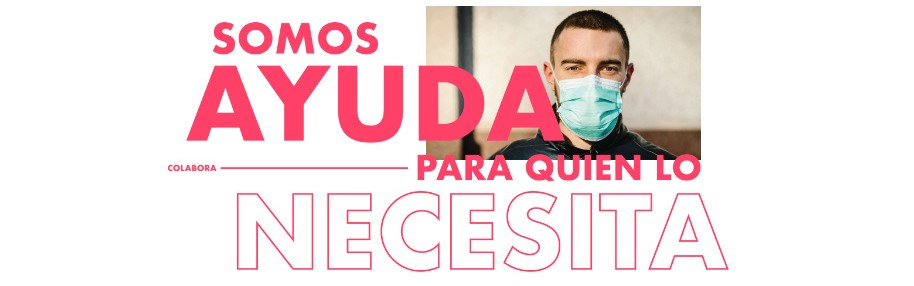 SOMOS
AYUDA
COLABORA
PARA QUIEN LO
NECESITA